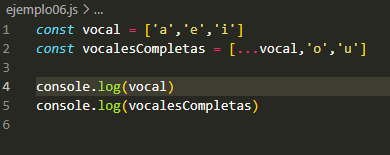 ejemplo06.js > ...
1 const vocal = ['a','e','i']
2 const vocalesCompletas = [...vocal,'o','u']
3
4 console.log(vocal)
5 console.log(vocalesCompletas)
6